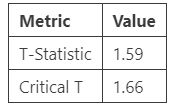 Metric Value
T-Statistic 1.59
Critical T 1.66